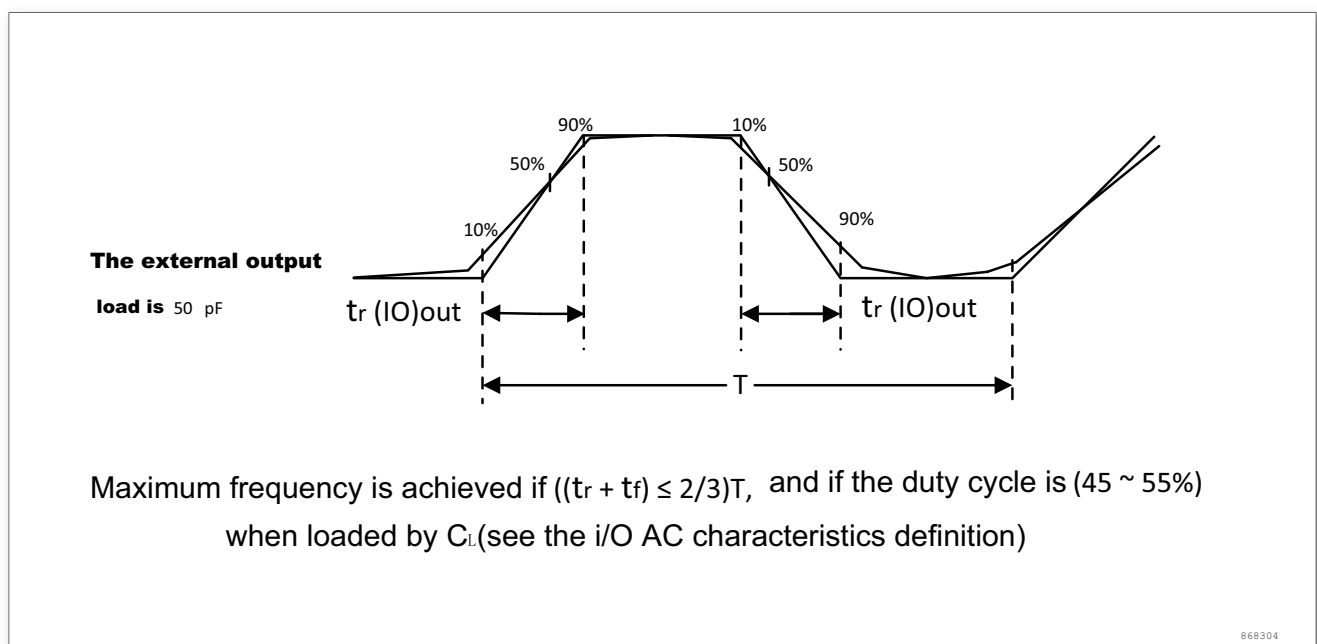 90%
10%
50%
50%
10%
90%
The external output
load is 50 pF
tr (IO)out
tr (IO)out
T
Maximum frequency is achieved if ((tr + tf) ≤ 2/3)T, and if the duty cycle is (45 ~ 55%)
when loaded by CL(see the i/O AC characteristics definition)
868304